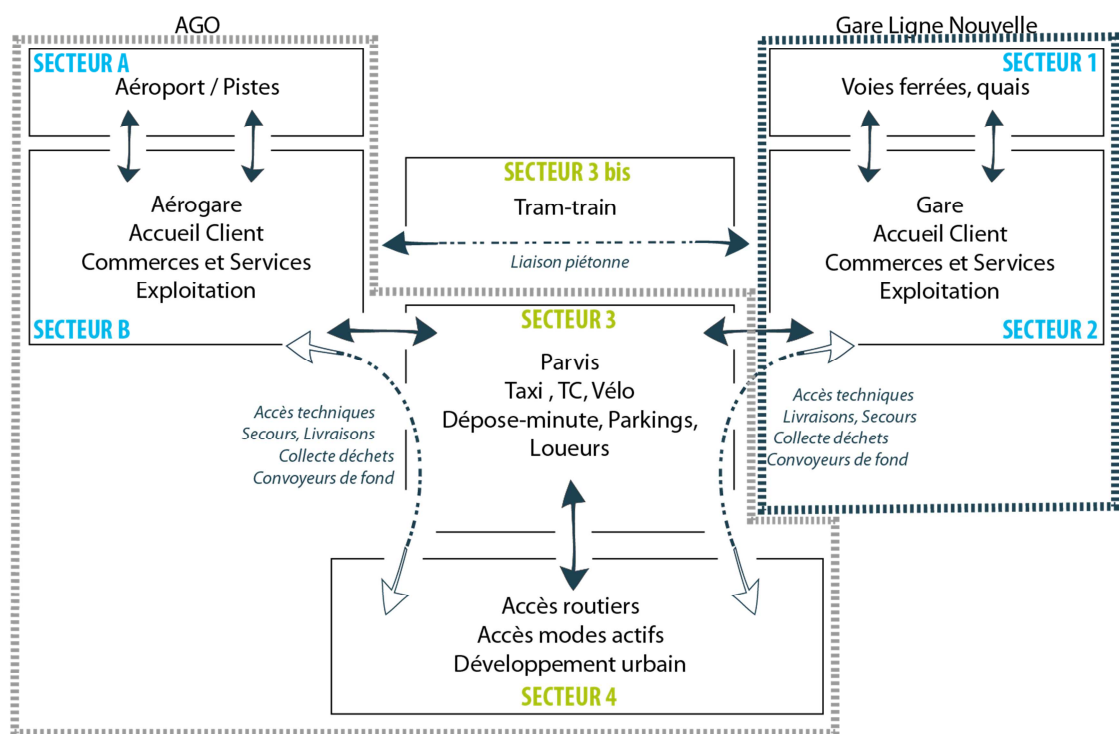 AGO
SECTEUR A
Aéroport / Pistes
Aérogare
Accueil Client
Commerces et Services
Exploitation
SECTEUR B
SECTEUR 3 bis
Tram-train
Liaison piétonne
Gare Ligne Nouvelle
SECTEUR 1
Voies ferrées, quais
Gare
Accueil Client
Commerces et Services
Exploitation
SECTEUR 2
SECTEUR 3
Parvis
Taxi , TC, Vélo
Dépose-minute, Parkings,
Loueurs
Accès techniques
Secours, Livraisons
Collecte déchets
Convoyeurs de fond
Accès techniques
Livraisons, Secours
Collecte déchets
Convoyeurs de fond
Accès routiers
Accès modes actifs
Développement urbain
SECTEUR 4